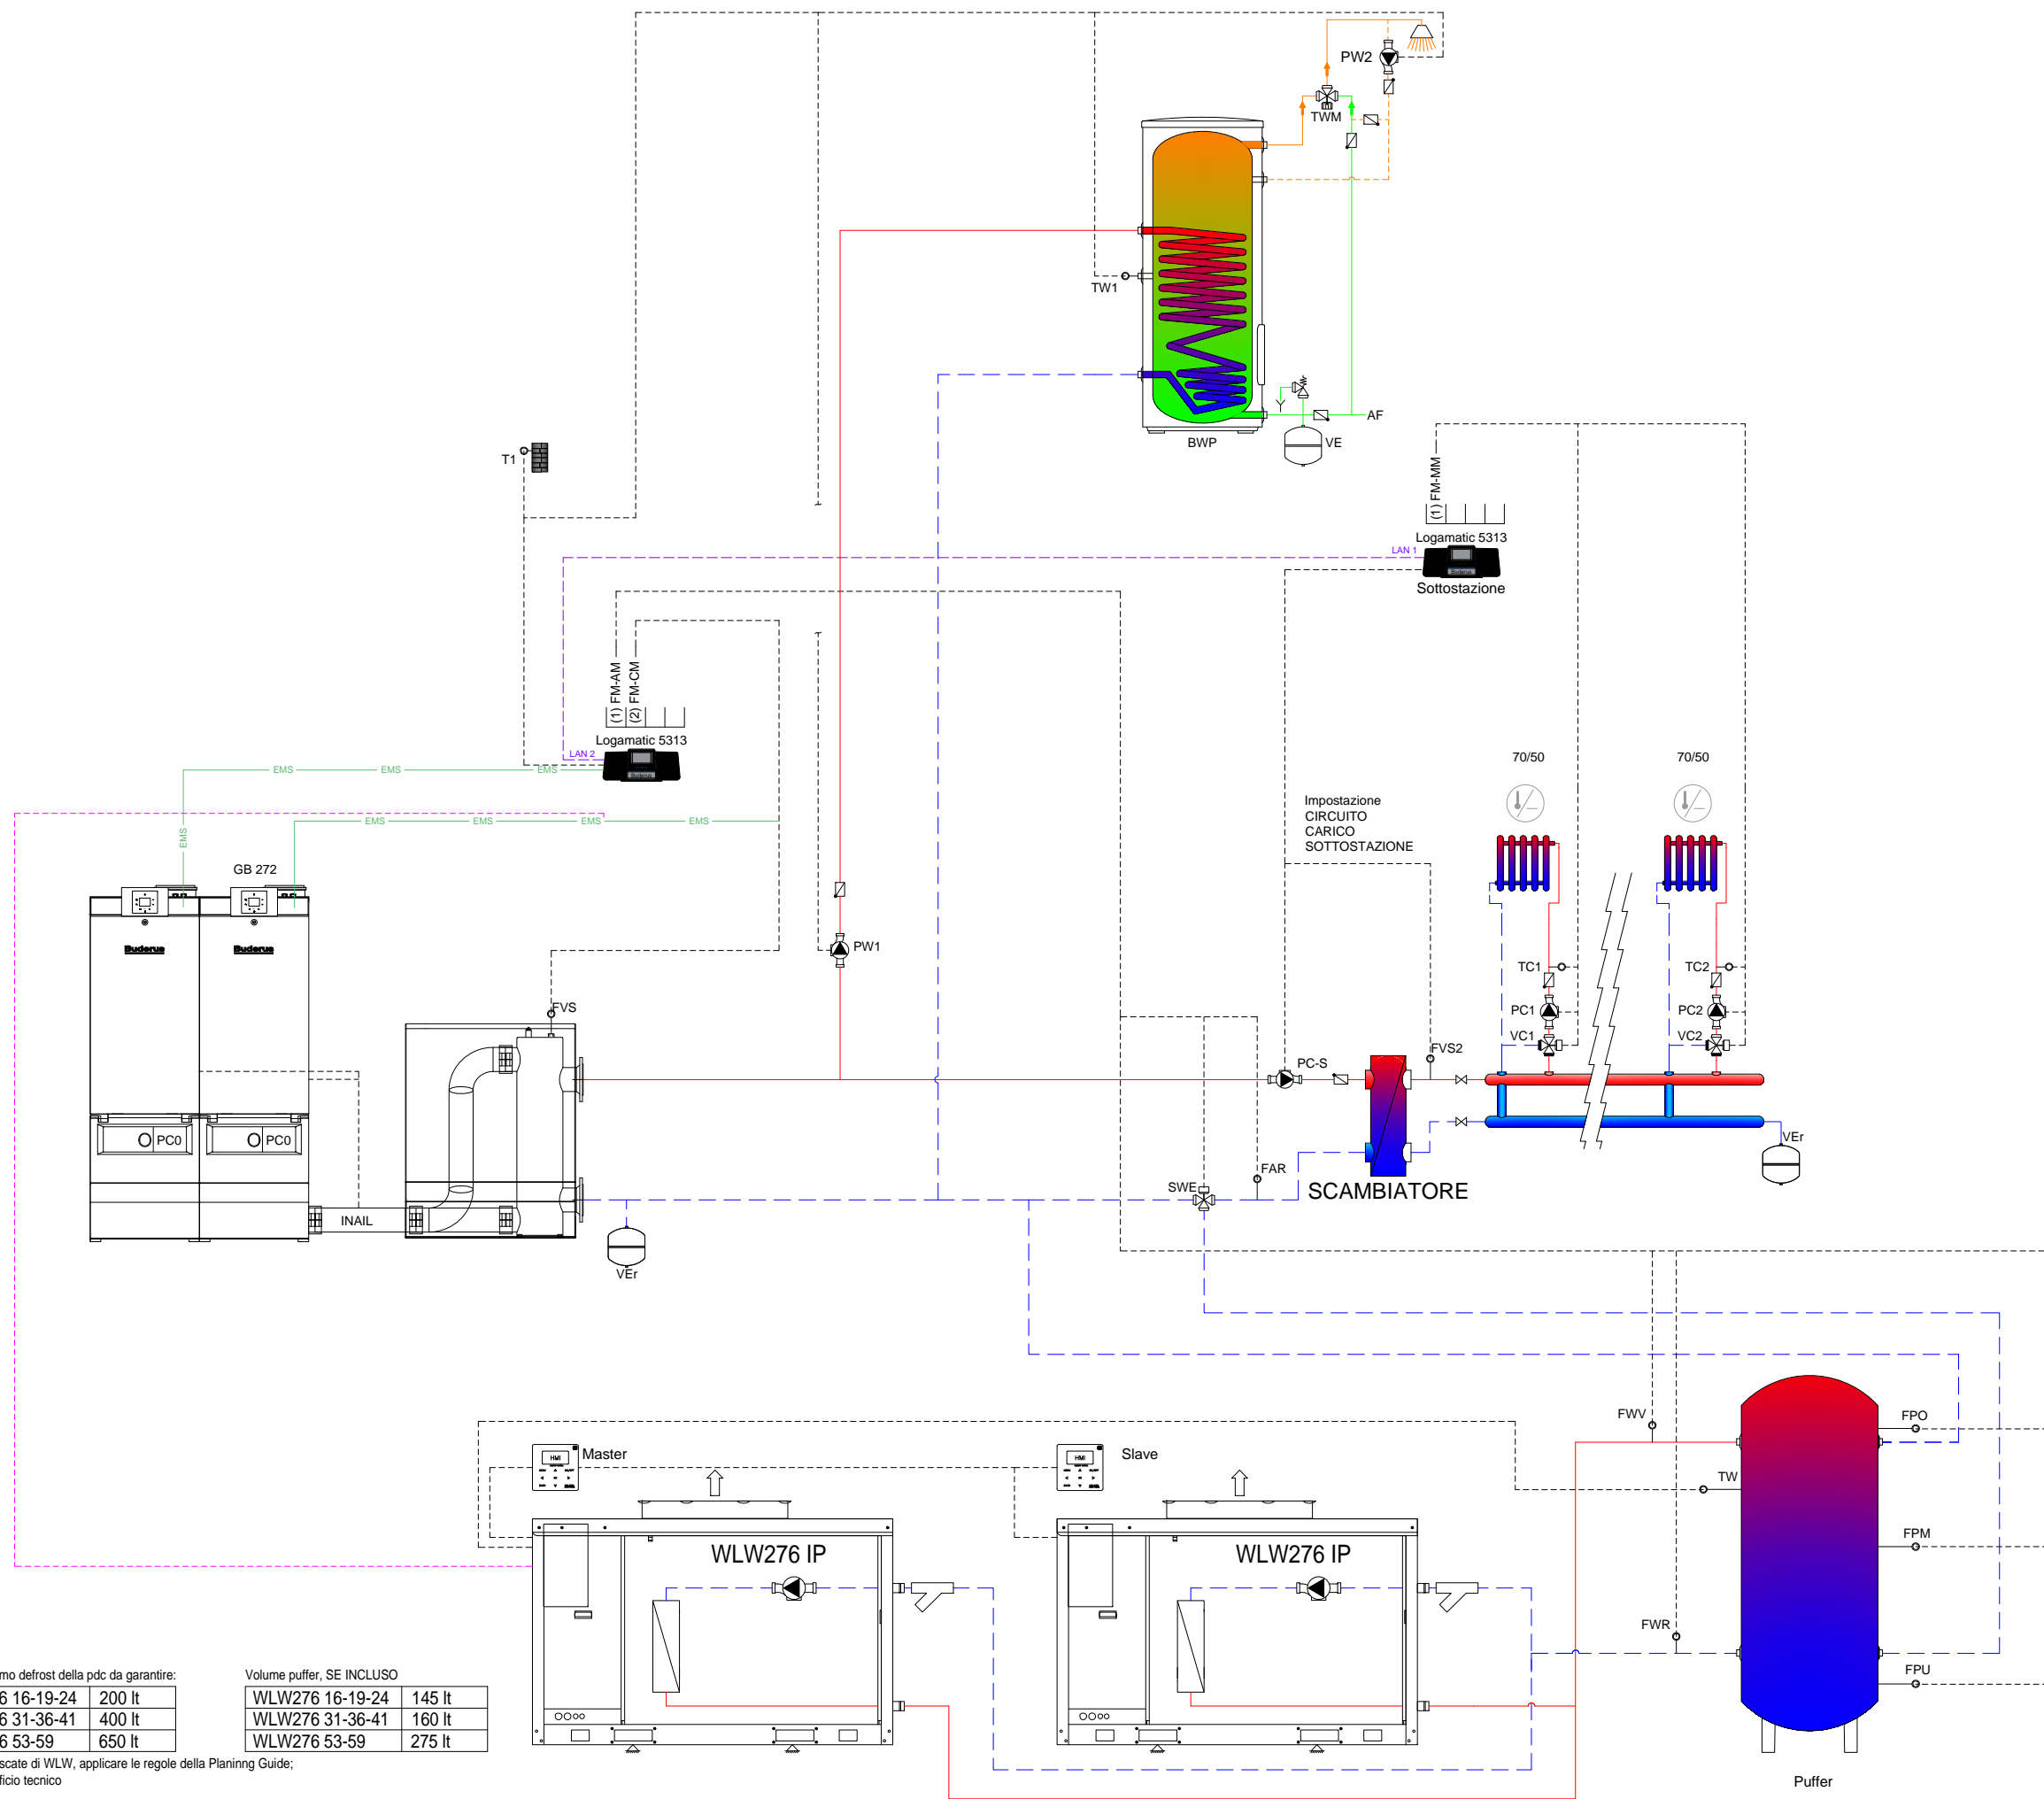 PW2
TWM
TW1
AF
BWP
VE
T1
(1) FM-MM
Logamatic 5313
LAN 1
Buderus
Sottostazione
(1) FM-AM
(2) FM-CM
Logamatic 5313
LAN 2
Buderus
EMS
EMS
EMS
EMS
EMS
EMS
EMS
EMS
70/50
70/50
Impostazione
CIRCUITO
CARICO
SOTTOSTAZIONE
GB 272
Buderus
Buderus
PW1
TC1
TC2
PC1
PC2
VC1
VC2
FVS
FVS2
PC-S
PC0
PC0
VEr
FAR
SWE
SCAMBIATORE
INAIL
VEr
FWV
FPO
HMI
Master
HMI
Slave
TW
FPM
WLW276 IP
WLW276 IP
FWR
FPU
mo defrost della pdc da garantire:
6 16-19-24 200 lt
6 31-36-41 400 lt
6 53-59 650 lt
Volume puffer, SE INCLUSO
WLW276 16-19-24 145 lt
WLW276 31-36-41 160 lt
WLW276 53-59 275 lt
scate di WLW, applicare le regole della Planinng Guide;
ficio tecnico
Puffer